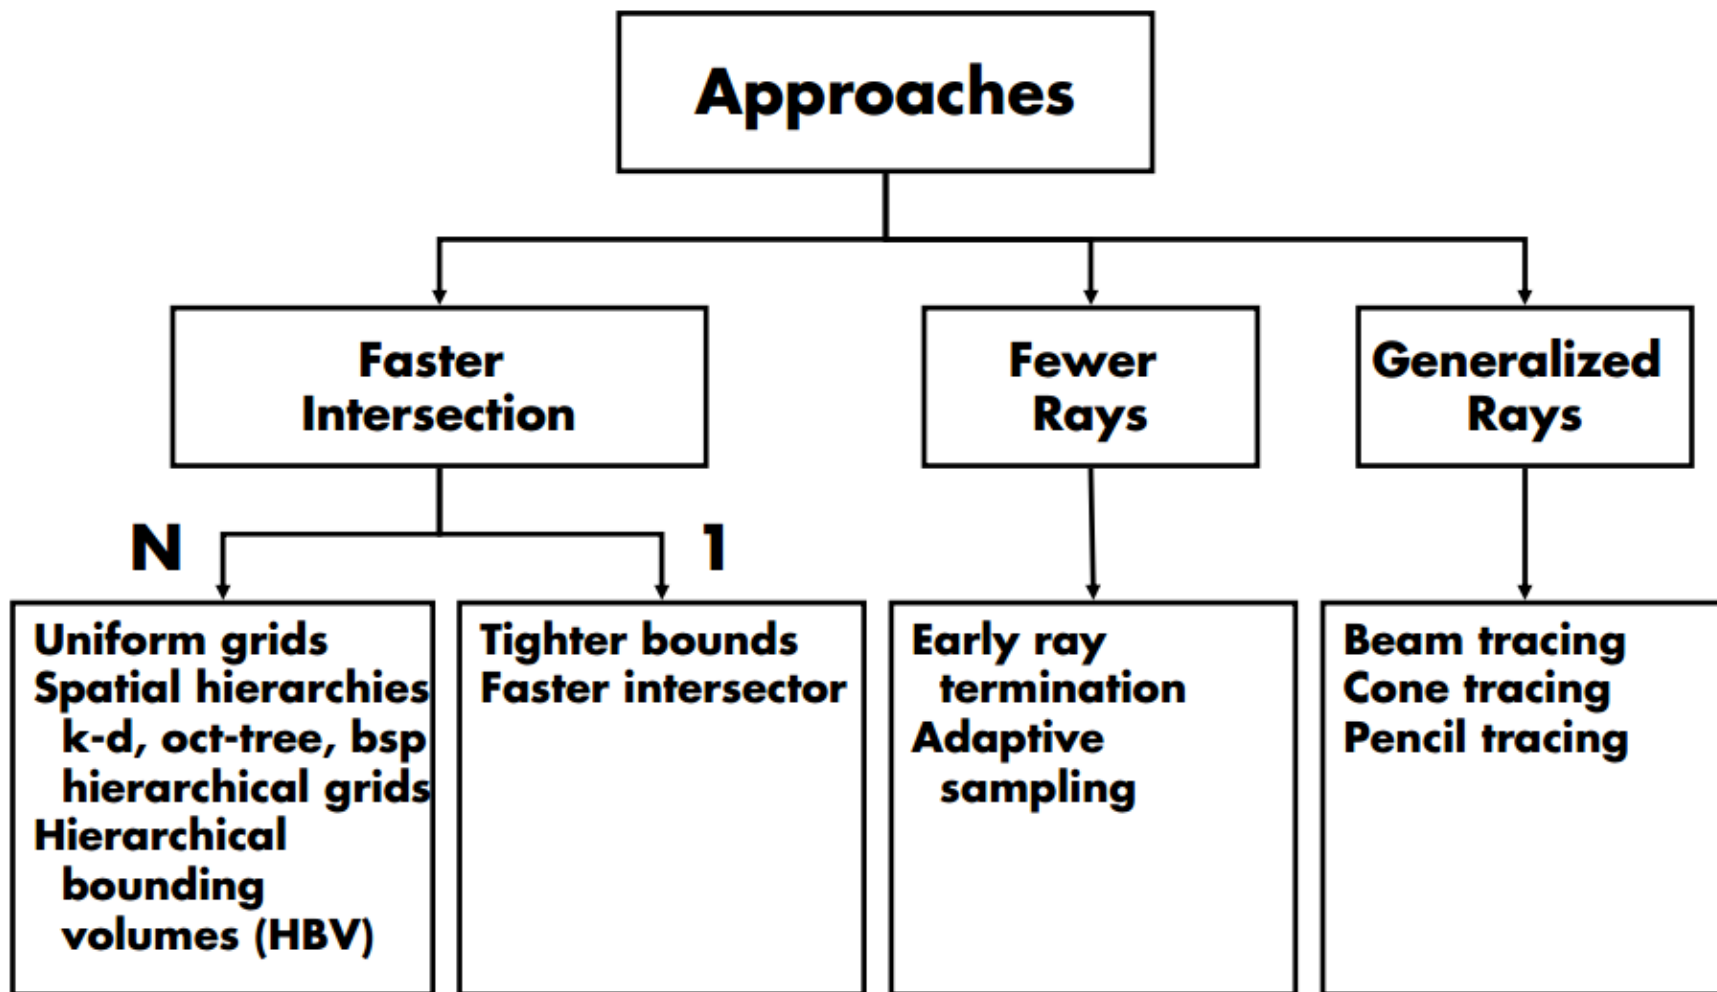 Approaches
Faster
Intersection
Fewer
Rays
Generalized
Rays
N
1
Uniform grids
Spatial hierarchies
k-d, oct-tree, bsp
hierarchical grids
Hierarchical
bounding
volumes (HBV)
Tighter bounds
Faster intersector
Early ray
termination
Adaptive
sampling
Beam tracing
Cone tracing
Pencil tracing